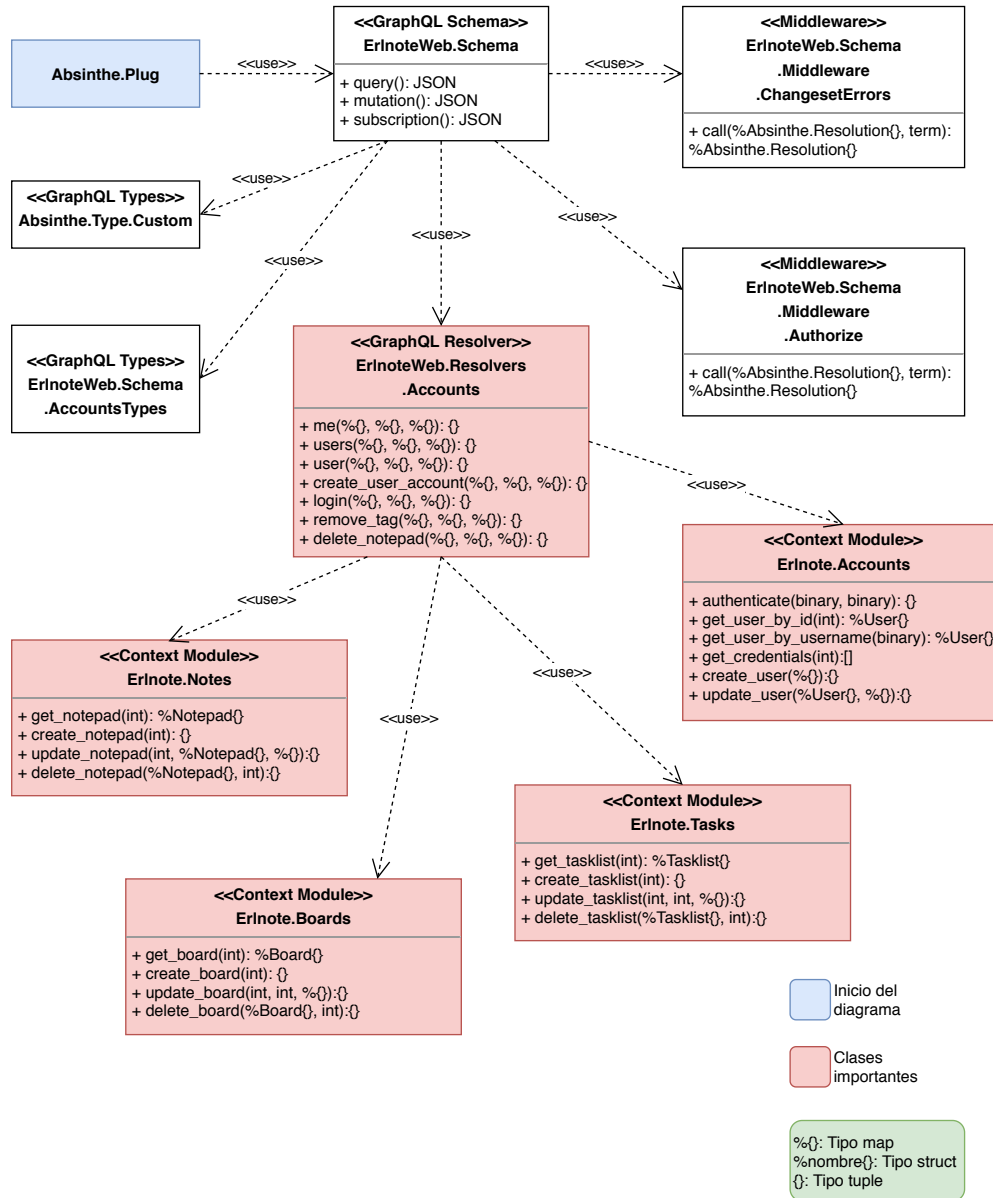 Absinthe.Plug
<<use>>
<<GraphQL Schema>>
ErlnoteWeb.Schema
+ query(): JSON
+ mutation(): JSON
+ subscription(): JSON
<<use>>
<<Middleware>>
ErlnoteWeb.Schema
.Middleware
.ChangesetErrors
+ call(%Absinthe.Resolution{}, term):
%Absinthe.Resolution{}
<<use>>
<<GraphQL Types>>
Absinthe.Type.Custom
<<use>>
<<use>>
<<use>>
<<Middleware>>
ErlnoteWeb.Schema
.Middleware
.Authorize
+ call(%Absinthe.Resolution{}, term):
%Absinthe.Resolution{}
<<GraphQL Types>>
ErlnoteWeb.Schema
.AccountsTypes
<<GraphQL Resolver>>
ErlnoteWeb.Resolvers
.Accounts
+ me(%{}, %{}, %{}): {}
+ users(%{}, %{}, %{}): {}
+ user(%{}, %{}, %{}): {}
+ create_user_account(%{}, %{}, %{}): {}
+ login(%{}, %{}, %{}): {}
+ remove_tag(%{}, %{}, %{}): {}
+ delete_notepad(%{}, %{}, %{}): {}
<<use>>
<<Context Module>>
Erlnote.Accounts
+ authenticate(binary, binary): {}
+ get_user_by_id(int): %User{}
+ get_user_by_username(binary): %User{}
+ get_credentials(int):[]
+ create_user(%{}):{}
+ update_user(%User{}, %{}):{}
<<use>>
<<Context Module>>
Erlnote.Notes
+ get_notepad(int): %Notepad{}
+ create_notepad(int): {}
+ update_notepad(int, %Notepad{}, %{}):{}
+ delete_notepad(%Notepad{}, int):{}
<<use>>
<<use>>
<<Context Module>>
Erlnote.Tasks
+ get_tasklist(int): %Tasklist{}
+ create_tasklist(int): {}
+ update_tasklist(int, int, %{}):{}
+ delete_tasklist(%Tasklist{}, int):{}
<<Context Module>>
Erlnote.Boards
+ get_board(int): %Board{}
+ create_board(int): {}
+ update_board(int, int, %{}):{}
+ delete_board(%Board{}, int):{}
Inicio del
diagrama
Clases
importantes
%{}: Tipo map
%nombre{}: Tipo struct
{}: Tipo tuple